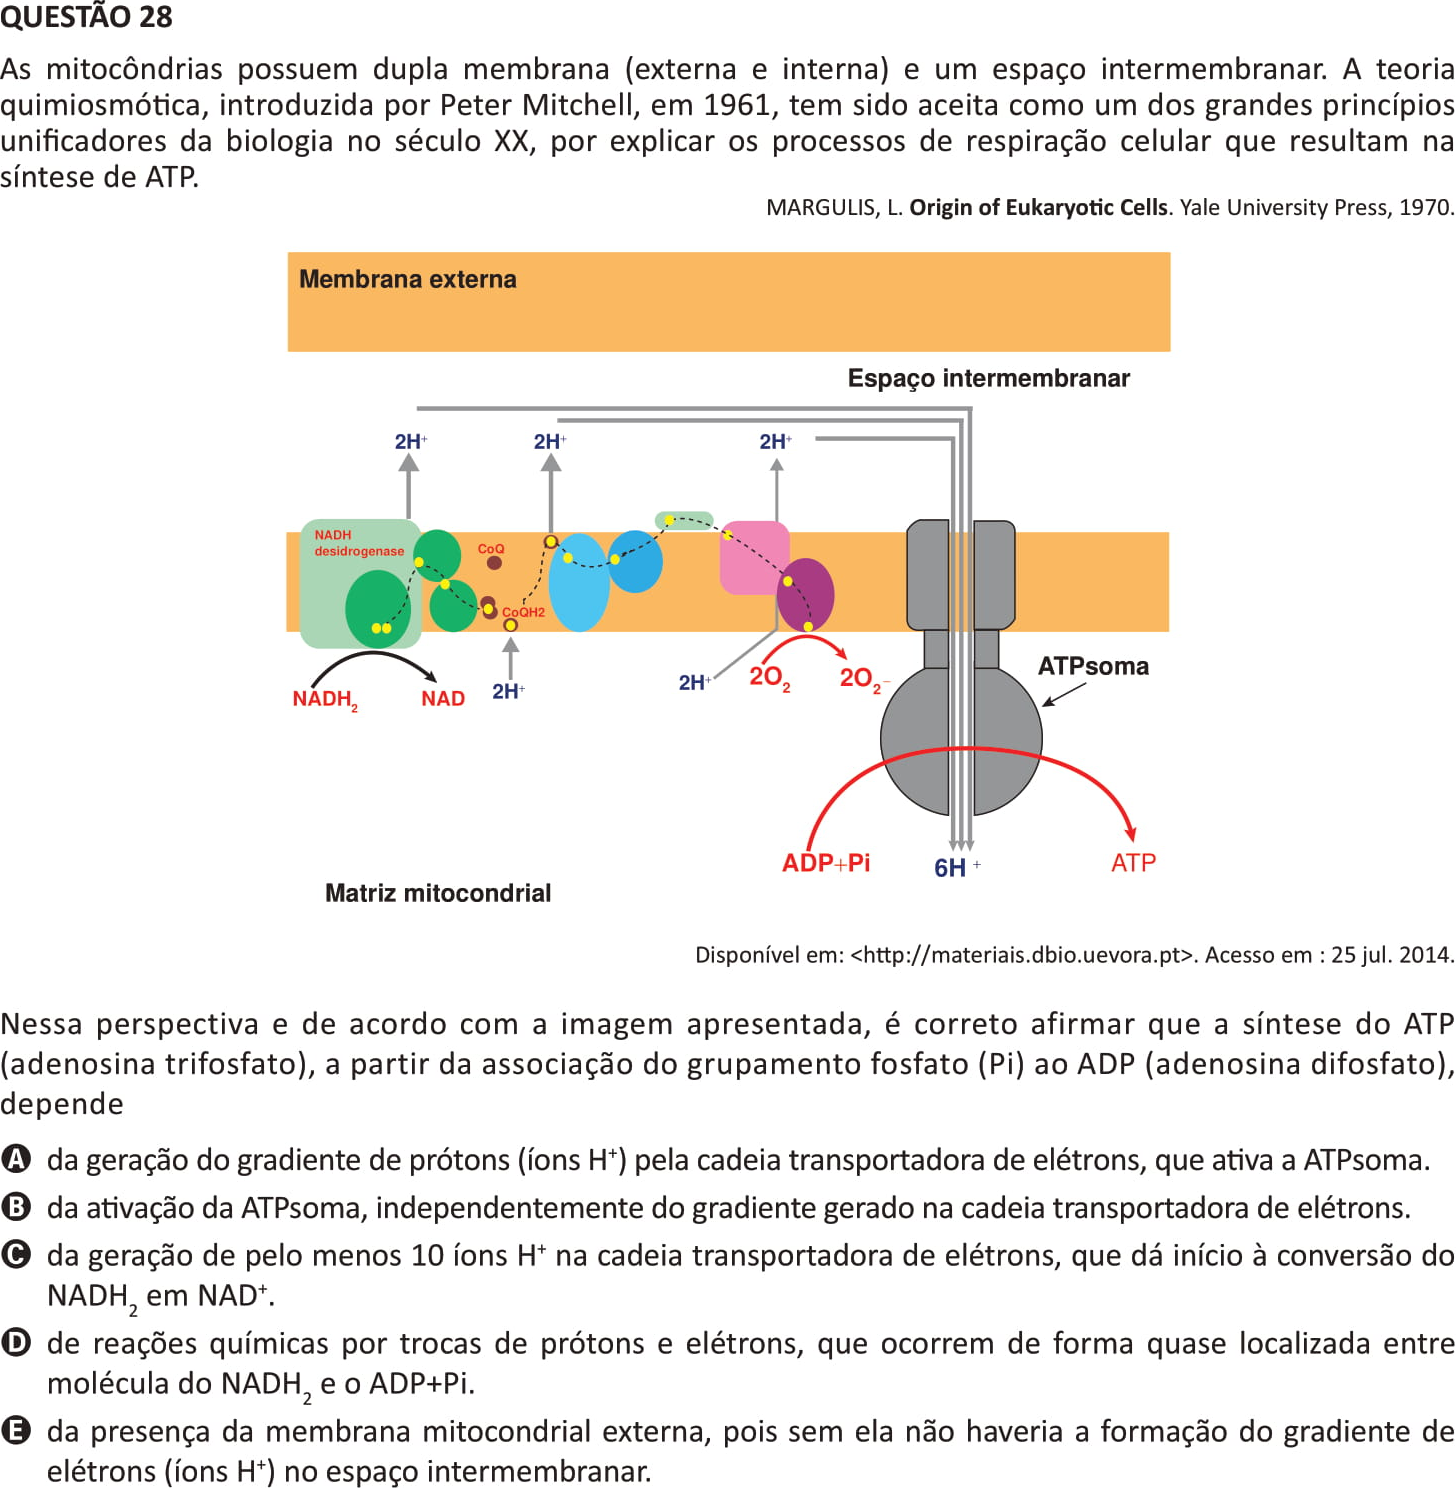 QUESTÃO 28
As mitocôndrias possuem dupla membrana (externa e interna) e um espaço intermembranar. A teoria
quimiosmótica, introduzida por Peter Mitchell, em 1961, tem sido aceita como um dos grandes princípios
unificadores da biologia no século XX, por explicar os processos de respiração celular que resultam na
síntese de ATP.
MARGULIS, L. Origin of Eukaryotic Cells. Yale University Press, 1970.
Membrana externa
Espaço intermembranar
2H⁺ 2H⁺ 2H⁺
NADH
desidrogenase
CoQ
CoQH2
NADH₂ NAD 2H⁺ 2H⁺ 2O₂ 2O₂⁻
ATPsoma
ADP+Pi 6H⁺ ATP
Matriz mitocondrial
Disponível em: <http://materiais.dbio.uevora.pt>. Acesso em : 25 jul. 2014.
Nessa perspectiva e de acordo com a imagem apresentada, é correto afirmar que a síntese do ATP
(adenosina trifosfato), a partir da associação do grupamento fosfato (Pi) ao ADP (adenosina difosfato),
depende
A da geração do gradiente de prótons (íons H⁺) pela cadeia transportadora de elétrons, que ativa a ATPsoma.
B da ativação da ATPsoma, independentemente do gradiente gerado na cadeia transportadora de elétrons.
C da geração de pelo menos 10 íons H⁺ na cadeia transportadora de elétrons, que dá início à conversão do
NADH₂ em NAD⁺.
D de reações químicas por trocas de prótons e elétrons, que ocorrem de forma quase localizada entre
molécula do NADH₂ e o ADP+Pi.
E da presença da membrana mitocondrial externa, pois sem ela não haveria a formação do gradiente de
elétrons (íons H⁺) no espaço intermembranar.